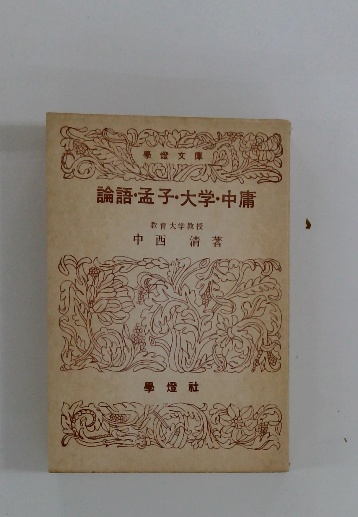 學燈文庫
論語・孟子・大学・中庸
教育大学教授
中西 清著
學燈社